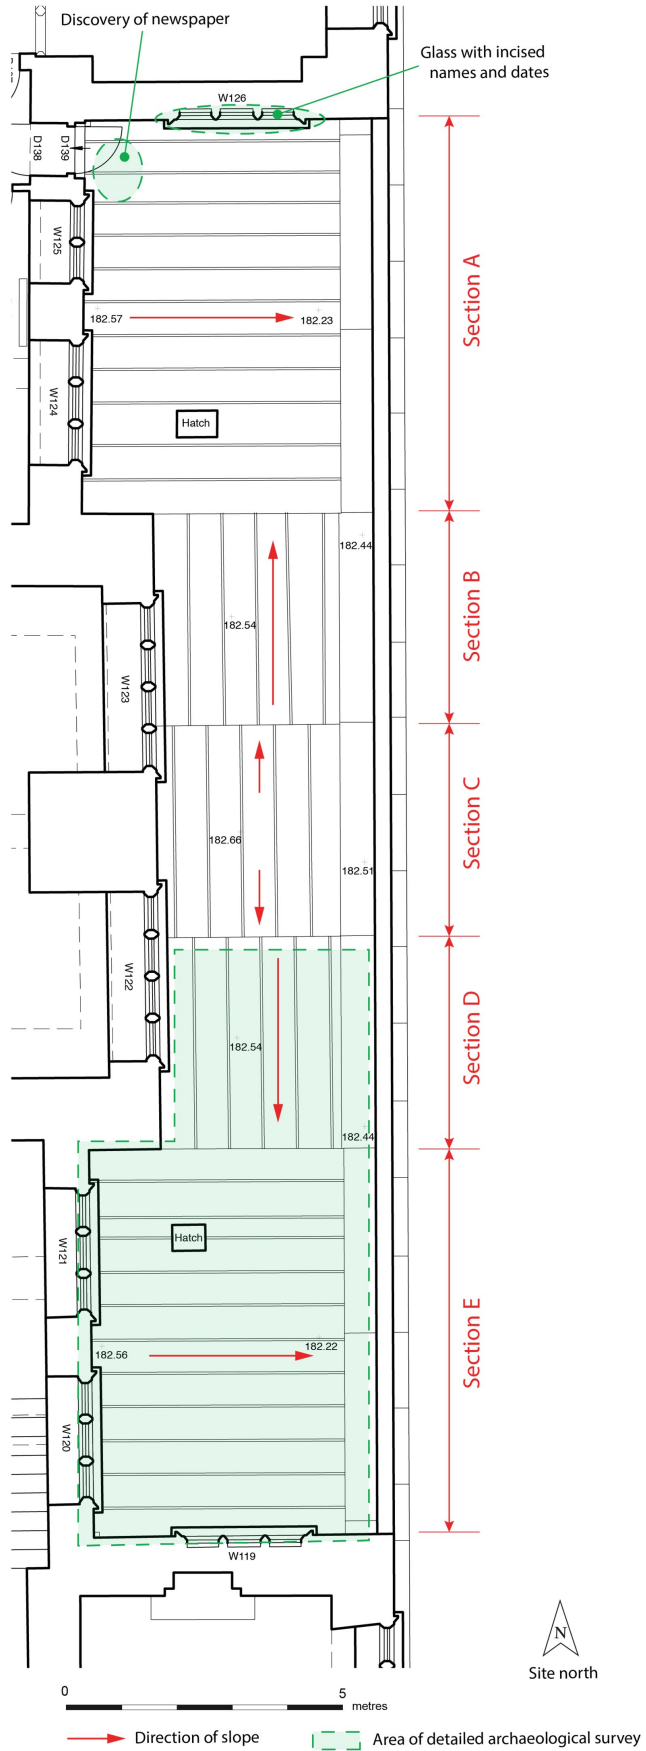 Discovery of newspaper
Glass with incised
names and dates
W126
D138
D139
W125
182.57
182.23
Section A
W124
Hatch
182.44
Section B
182.54
W123
Section C
182.66
182.51
W122
Section D
182.54
182.44
W121
Hatch
Section E
182.22
182.56
W120
W119
N
Site north
0
5
metres
Direction of slope
Area of detailed archaeological survey